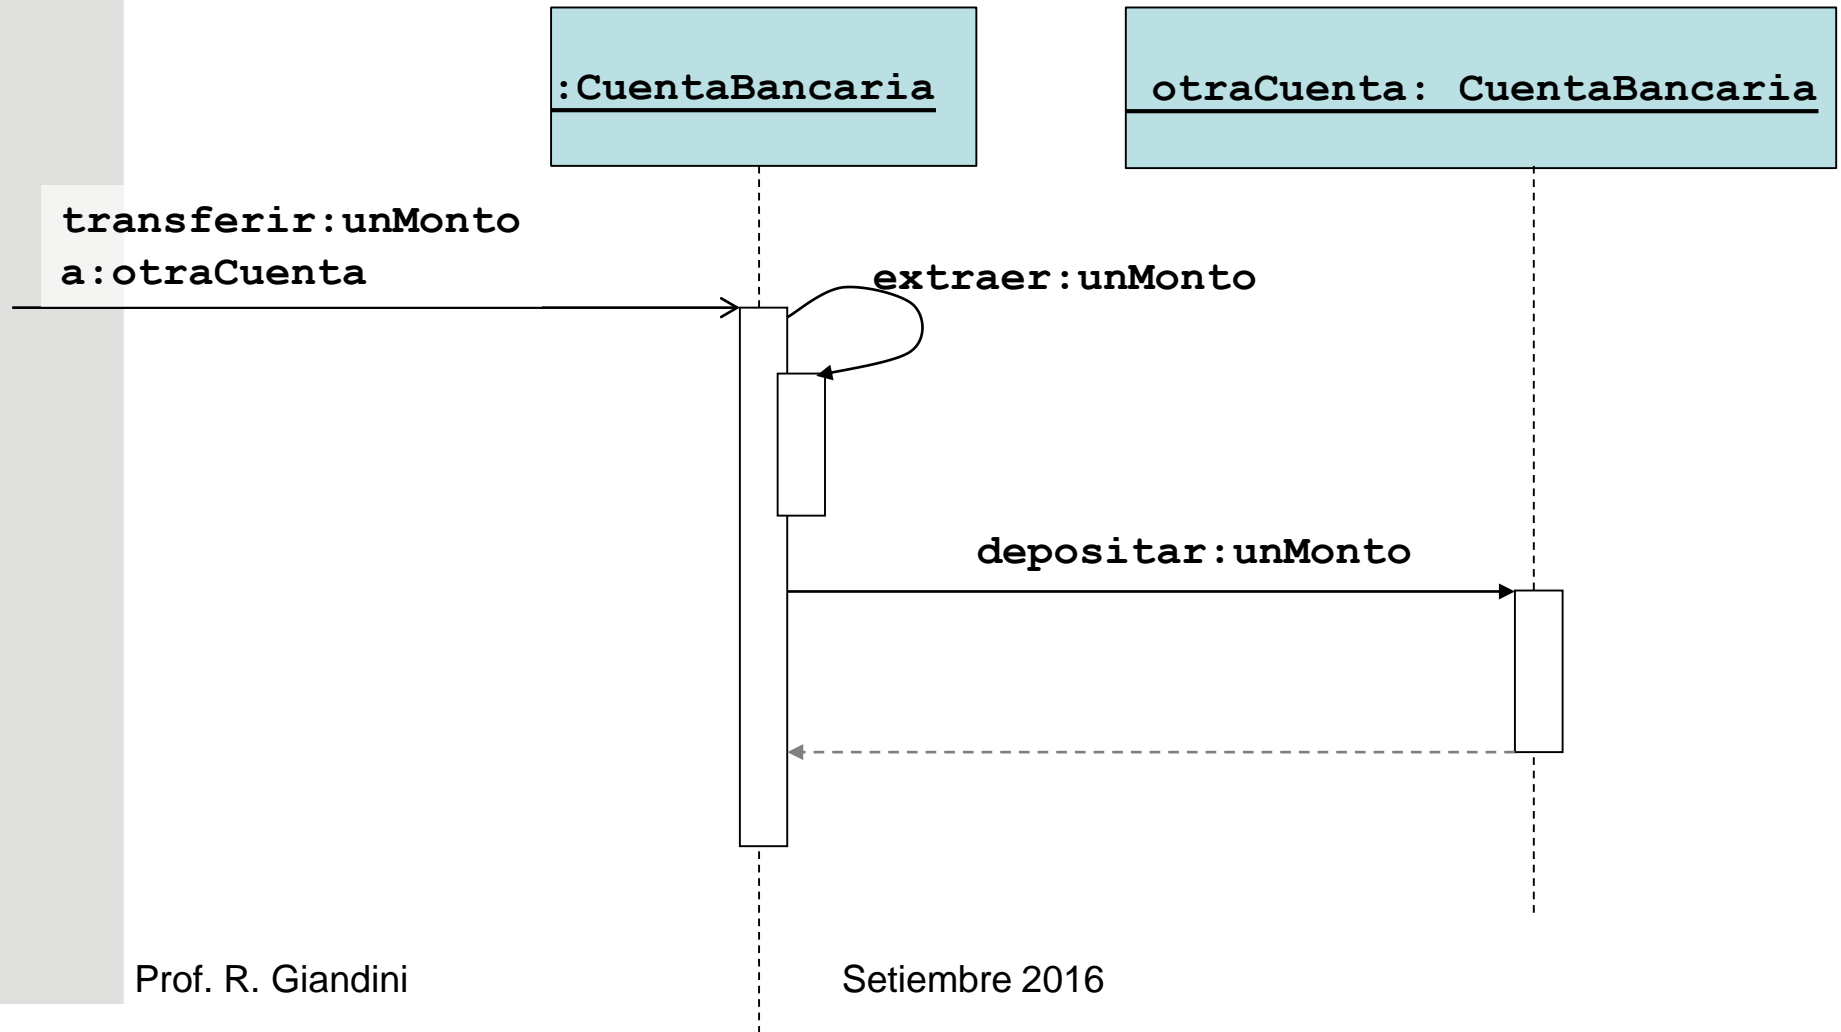 :CuentaBancaria
otraCuenta: CuentaBancaria
transferir:unMonto
a:otraCuenta
extraer:unMonto
depositar:unMonto
Prof. R. Giandini
Setiembre 2016